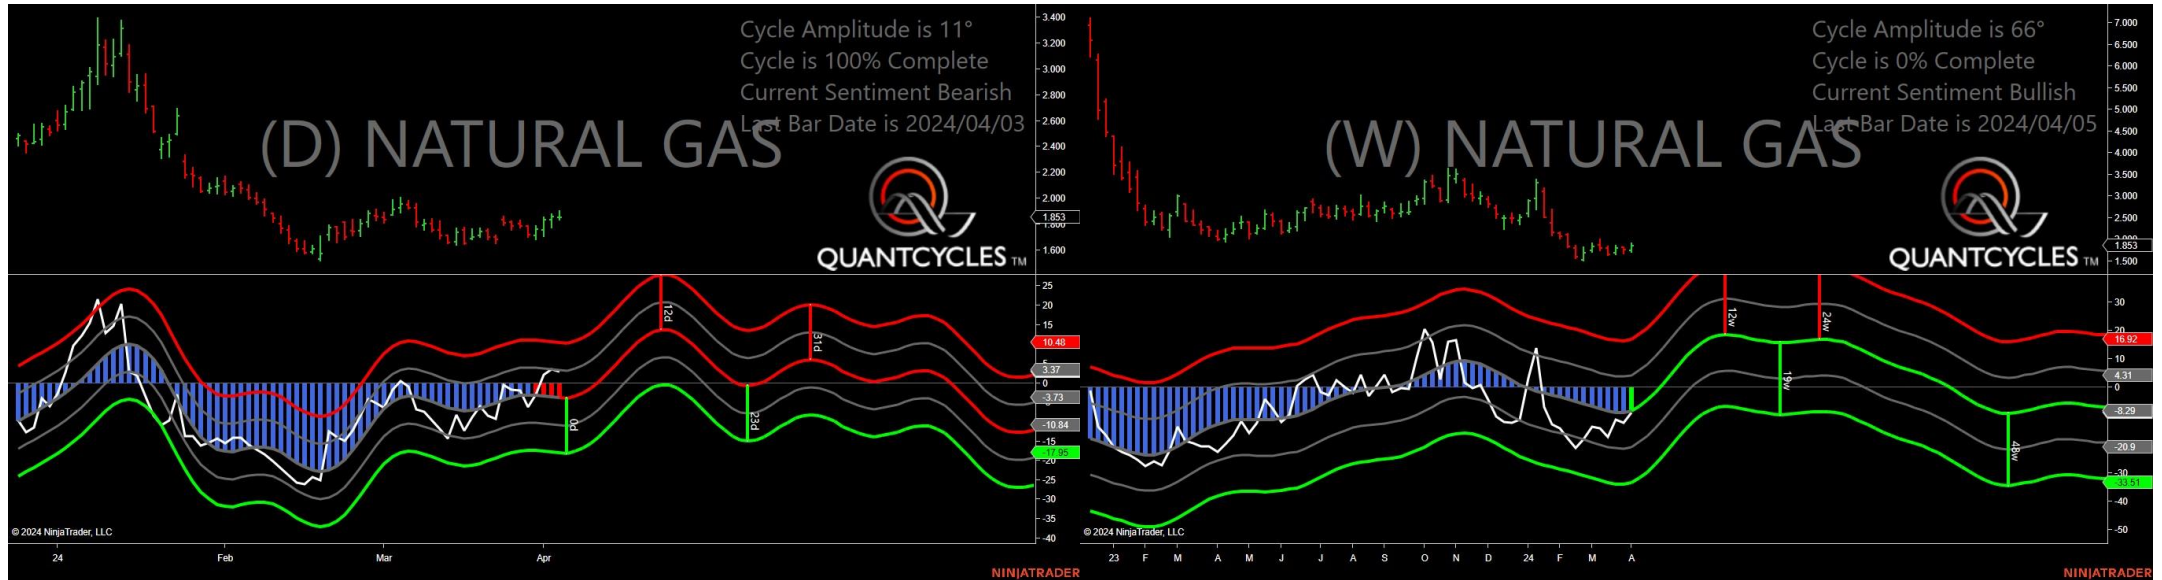 Cycle Amplitude is 11°
Cycle is 100% Complete
Current Sentiment Bearish
Last Bar Date is 2024/04/03
(D) NATURAL GAS
QUANTCYCLES TM
3.400
3.200
3.000
2.800
2.600
2.400
2.200
2.000
1.853
1.600
25
20
15
10.48
3.37
0
-3.73
-10.84
-15
-17.95
-20
-25
-30
-35
-40
12d
31d
0d
23d
© 2024 NinjaTrader, LLC
24 Feb Mar Apr
NINJATRADER
Cycle Amplitude is 66°
Cycle is 0% Complete
Current Sentiment Bullish
Last Bar Date is 2024/04/05
(W) NATURAL GAS
QUANTCYCLES TM
7.000
6.500
6.000
5.500
5.000
4.500
4.000
3.500
3.000
2.500
1.853
1.500
30
20
16.92
10
4.31
0
-8.29
-20.9
-30
-33.51
-40
-50
12w
24w
19w
48w
© 2024 NinjaTrader, LLC
23 F M A M J J A S O N D 24 F M A
NINJATRADER